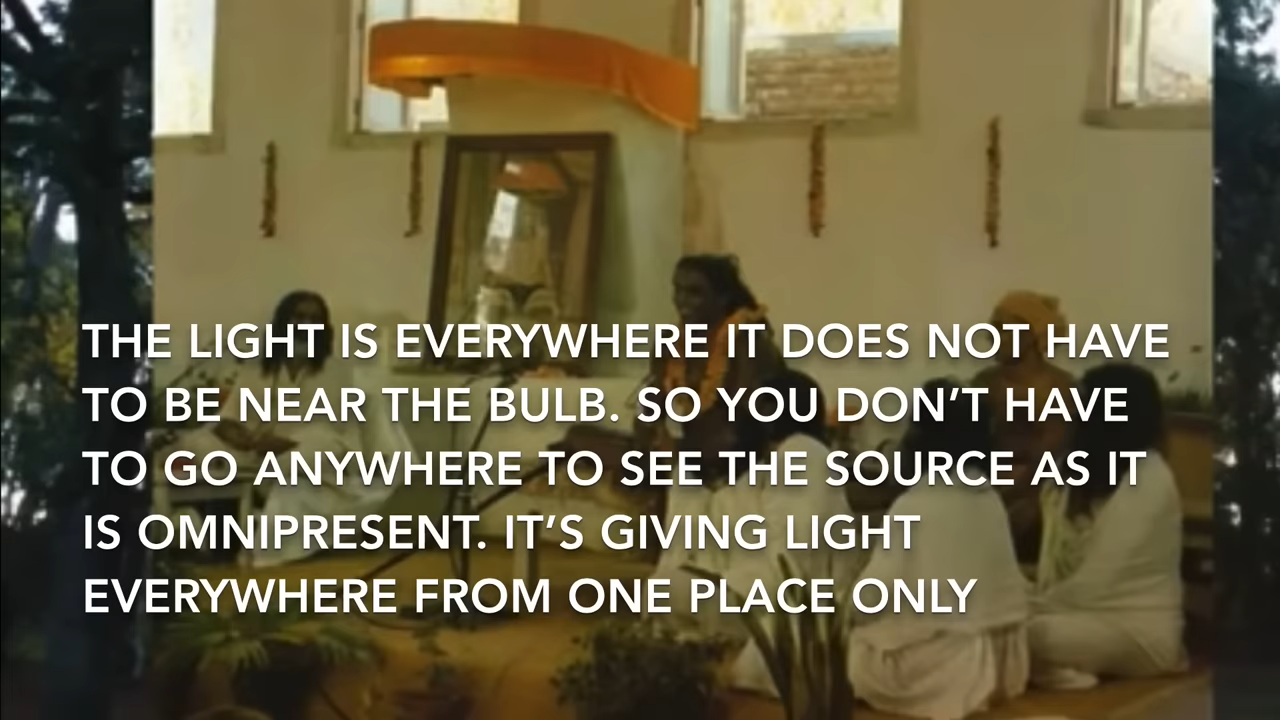 THE LIGHT IS EVERYWHERE IT DOES NOT HAVE
TO BE NEAR THE BULB. SO YOU DON’T HAVE
TO GO ANYWHERE TO SEE THE SOURCE AS IT
IS OMNIPRESENT. IT’S GIVING LIGHT
EVERYWHERE FROM ONE PLACE ONLY